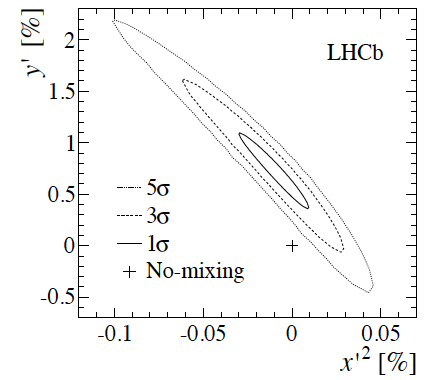 y' [%]
LHCb
2
1.5
1
0.5
0
-0.5
5σ
3σ
1σ
No-mixing
-0.1 -0.05 0 0.05
x'² [%]